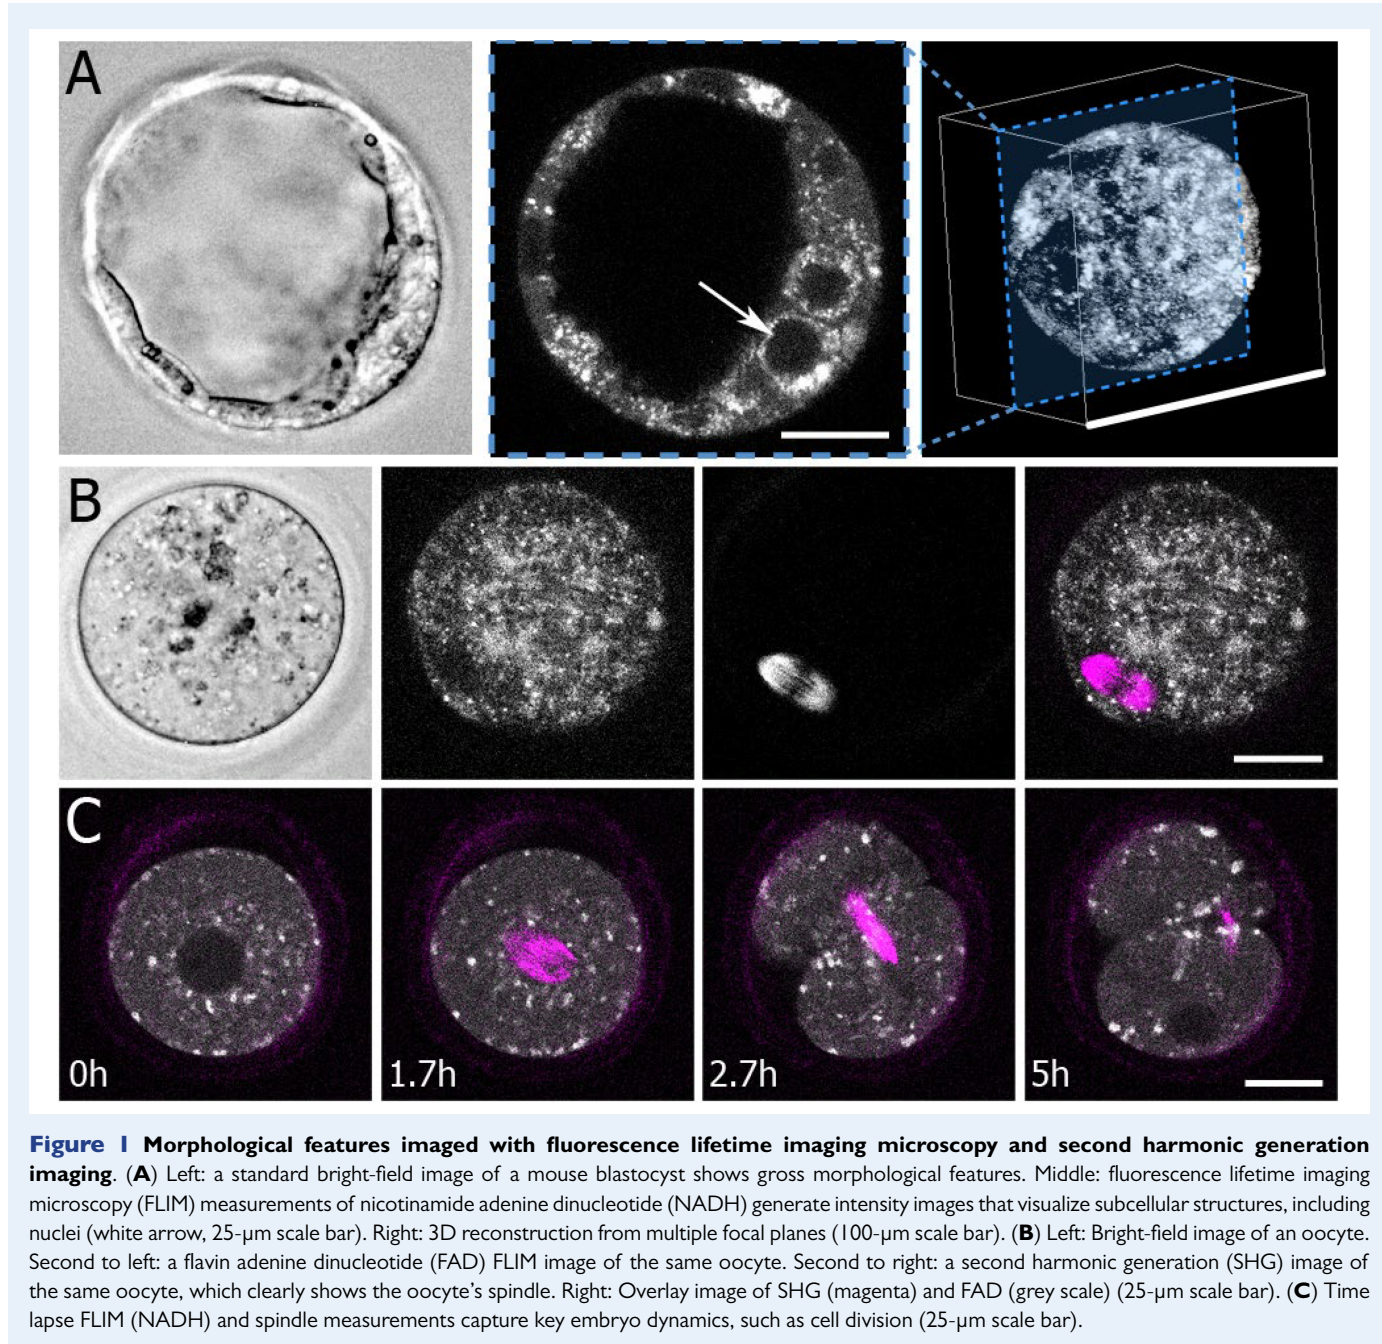 A
B
C
0h
1.7h
2.7h
5h
Figure 1 Morphological features imaged with fluorescence lifetime imaging microscopy and second harmonic generation
imaging. (A) Left: a standard bright-field image of a mouse blastocyst shows gross morphological features. Middle: fluorescence lifetime imaging
microscopy (FLIM) measurements of nicotinamide adenine dinucleotide (NADH) generate intensity images that visualize subcellular structures, including
nuclei (white arrow, 25-μm scale bar). Right: 3D reconstruction from multiple focal planes (100-μm scale bar). (B) Left: Bright-field image of an oocyte.
Second to left: a flavin adenine dinucleotide (FAD) FLIM image of the same oocyte. Second to right: a second harmonic generation (SHG) image of
the same oocyte, which clearly shows the oocyte's spindle. Right: Overlay image of SHG (magenta) and FAD (grey scale) (25-μm scale bar). (C) Time
lapse FLIM (NADH) and spindle measurements capture key embryo dynamics, such as cell division (25-μm scale bar).